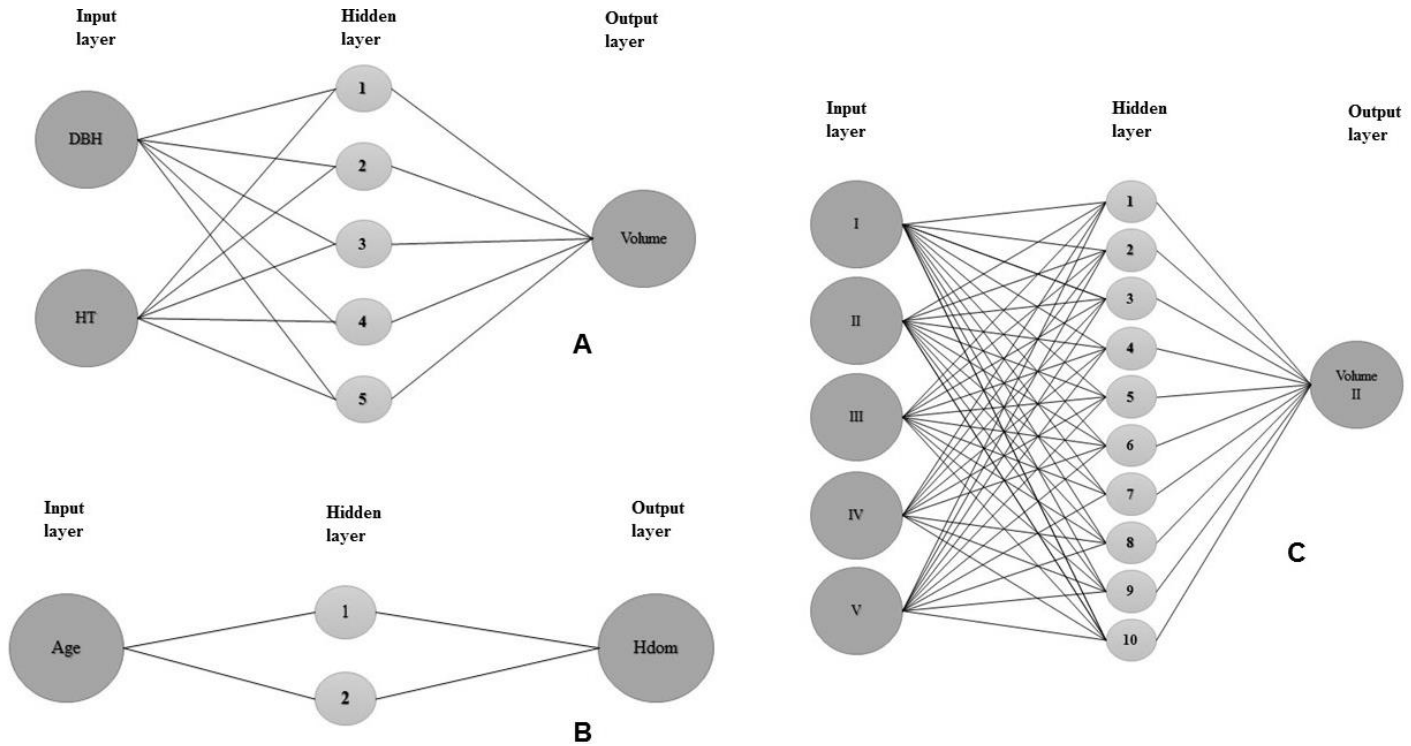 Input
layer
Hidden
layer
Output
layer
DBH
HT
1
2
3
4
5
Volume
A
Input
layer
Hidden
layer
Output
layer
Age
1
2
Hdom
B
Input
layer
Hidden
layer
Output
layer
I
II
III
IV
V
1
2
3
4
5
6
7
8
9
10
Volume
II
C